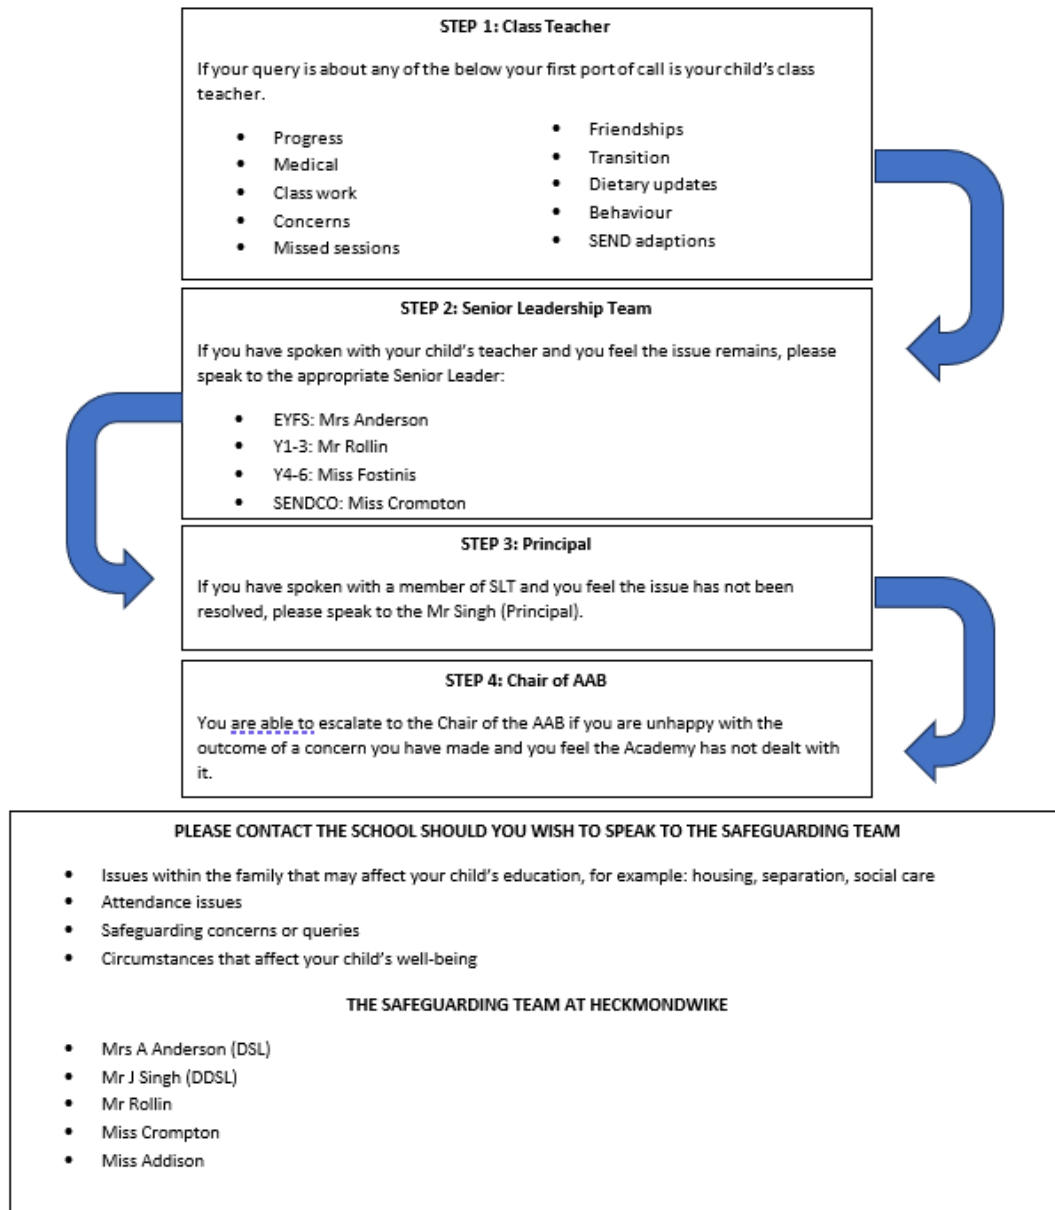 STEP 1: Class Teacher
If your query is about any of the below your first port of call is your child's class
teacher.
• Progress
• Medical
• Class work
• Concerns
• Missed sessions
• Friendships
• Transition
• Dietary updates
• Behaviour
• SEND adaptions
STEP 2: Senior Leadership Team
If you have spoken with your child's teacher and you feel the issue remains, please
speak to the appropriate Senior Leader:
• EYFS: Mrs Anderson
• Y1-3: Mr Rollin
• Y4-6: Miss Fostinis
• SENDCO: Miss Crompton
STEP 3: Principal
If you have spoken with a member of SLT and you feel the issue has not been
resolved, please speak to the Mr Singh (Principal).
STEP 4: Chair of AAB
You are able to escalate to the Chair of the AAB if you are unhappy with the
outcome of a concern you have made and you feel the Academy has not dealt with
it.
PLEASE CONTACT THE SCHOOL SHOULD YOU WISH TO SPEAK TO THE SAFEGUARDING TEAM
• Issues within the family that may affect your child's education, for example: housing, separation, social care
• Attendance issues
• Safeguarding concerns or queries
• Circumstances that affect your child's well-being
THE SAFEGUARDING TEAM AT HECKMONDWIKE
• Mrs A Anderson (DSL)
• Mr J Singh (DDSL)
• Mr Rollin
• Miss Crompton
• Miss Addison